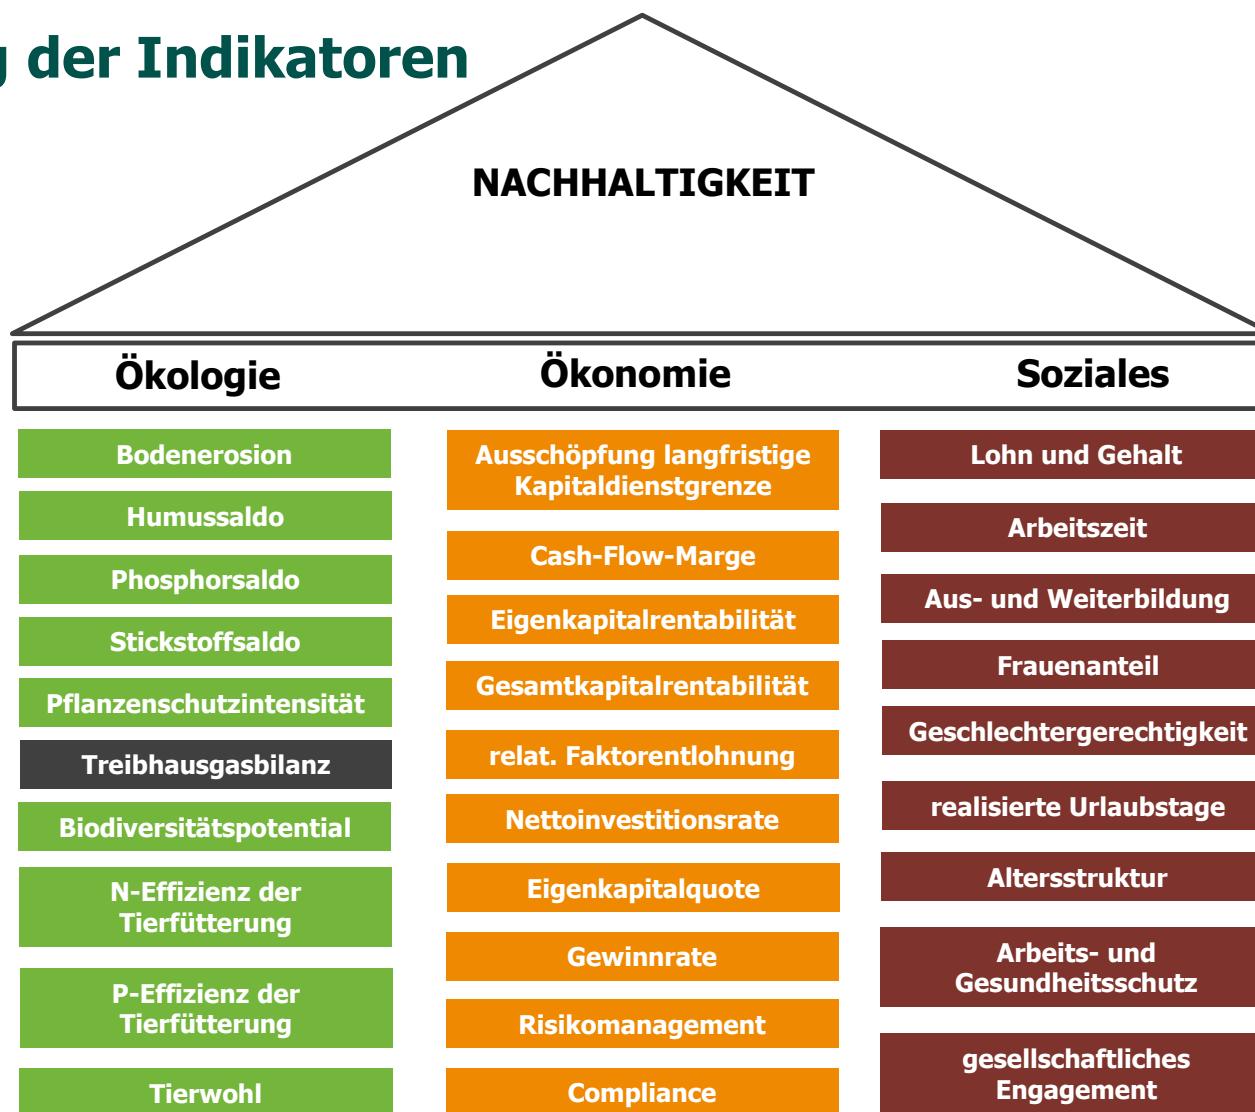 der Indikatoren
NACHHALTIGKEIT
Ökologie
Ökonomie
Soziales
Bodenerosion
Humussaldo
Phosphorsaldo
Stickstoffsaldo
Pflanzenschutzintensität
Treibhausgasbilanz
Biodiversitätspotential
N-Effizienz der
Tierfütterung
P-Effizienz der
Tierfütterung
Tierwohl
Ausschöpfung langfristige
Kapitaldienstgrenze
Cash-Flow-Marge
Eigenkapitalrentabilität
Gesamtkapitalrentabilität
relat. Faktorentlohnung
Nettoinvestitionsrate
Eigenkapitalquote
Gewinnrate
Risikomanagement
Compliance
Lohn und Gehalt
Arbeitszeit
Aus- und Weiterbildung
Frauenanteil
Geschlechtergerechtigkeit
realisierte Urlaubstage
Altersstruktur
Arbeits- und
Gesundheitsschutz
gesellschaftliches
Engagement